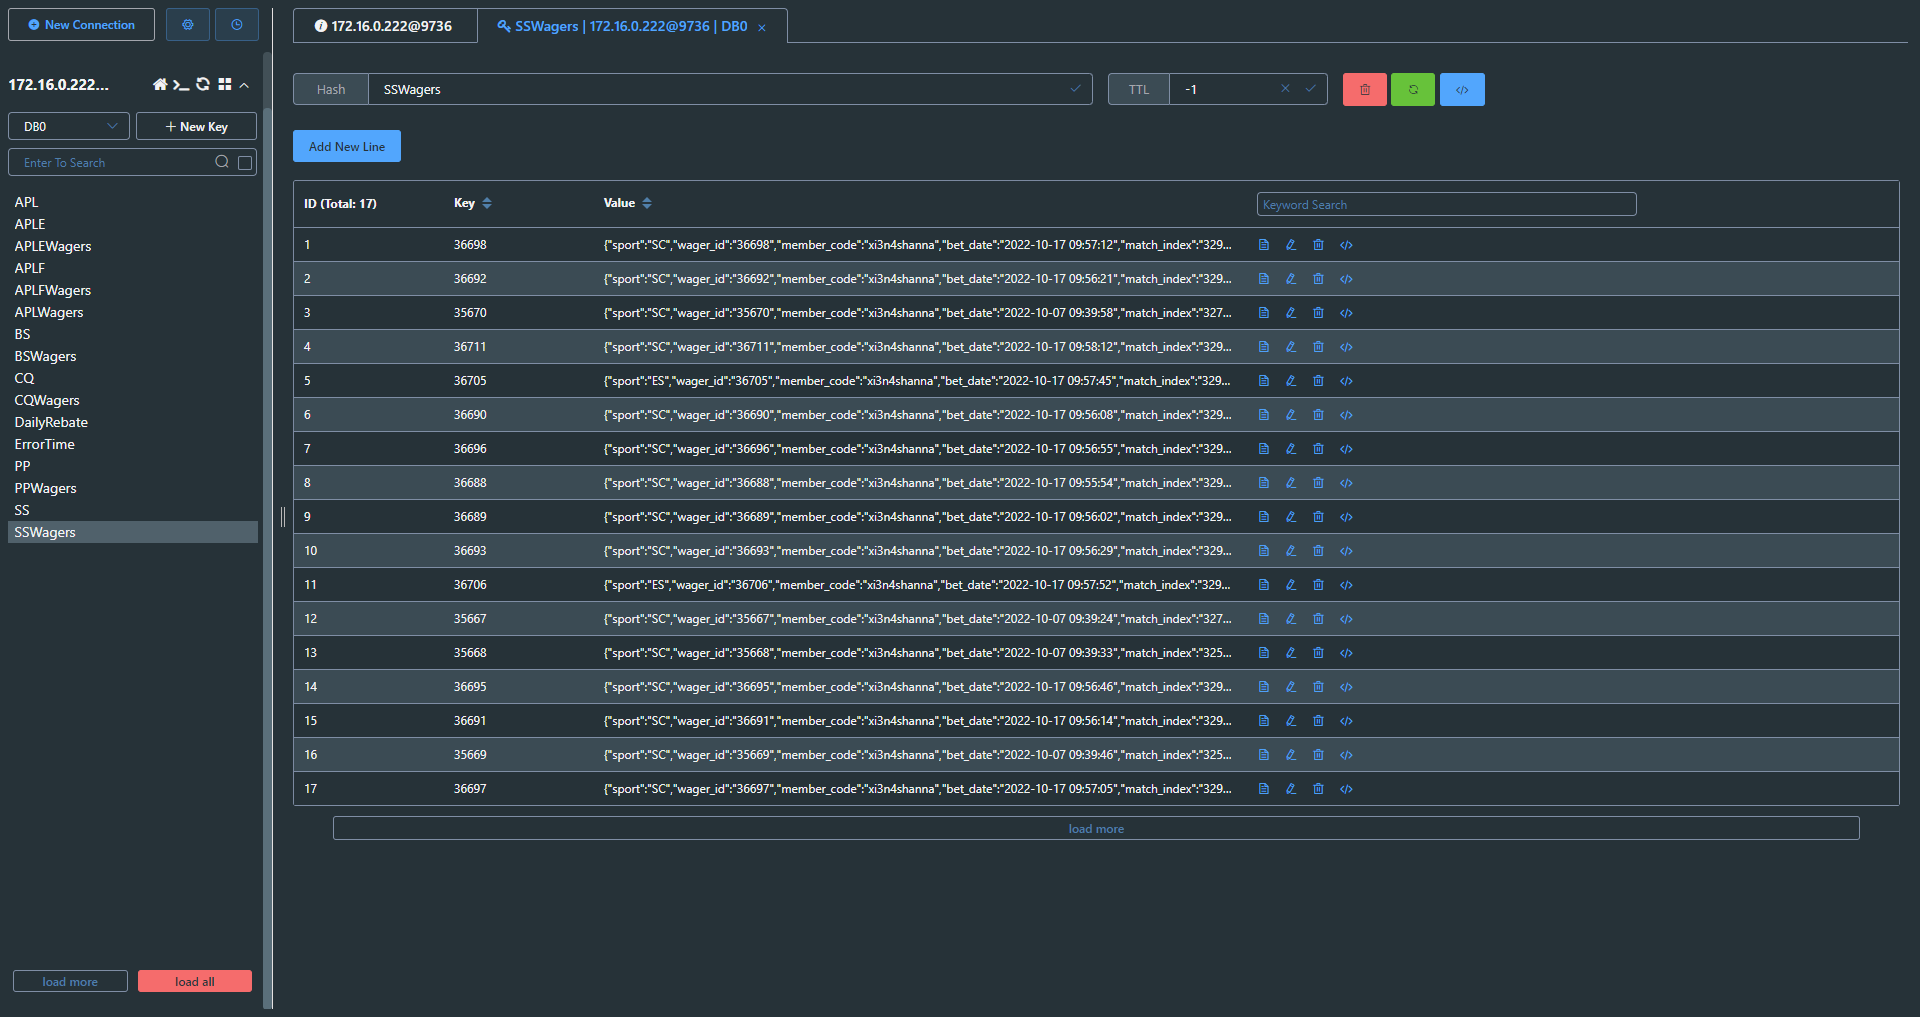 New Connection
172.16.0.222@9736
SSWagers | 172.16.0.222@9736 | DB0
172.16.0.222...
DB0
New Key
Enter To Search
APL
APLE
APLEWagers
APLF
APLFWagers
APLWagers
BS
BSWagers
CQ
CQWagers
DailyRebate
ErrorTime
PP
PPWagers
SS
SSWagers
load more
load all
Hash SSWagers
TTL -1
Add New Line
ID (Total: 17) Key Value Keyword Search
1 36698 {"sport":"SC","wager_id":"36698","member_code":"xi3n4shanna","bet_date":"2022-10-17 09:57:12","match_index":"329...
2 36692 {"sport":"SC","wager_id":"36692","member_code":"xi3n4shanna","bet_date":"2022-10-17 09:56:21","match_index":"329...
3 35670 {"sport":"SC","wager_id":"35670","member_code":"xi3n4shanna","bet_date":"2022-10-07 09:39:58","match_index":"327...
4 36711 {"sport":"SC","wager_id":"36711","member_code":"xi3n4shanna","bet_date":"2022-10-17 09:58:12","match_index":"329...
5 36705 {"sport":"ES","wager_id":"36705","member_code":"xi3n4shanna","bet_date":"2022-10-17 09:57:45","match_index":"329...
6 36690 {"sport":"SC","wager_id":"36690","member_code":"xi3n4shanna","bet_date":"2022-10-17 09:56:08","match_index":"329...
7 36696 {"sport":"SC","wager_id":"36696","member_code":"xi3n4shanna","bet_date":"2022-10-17 09:56:55","match_index":"329...
8 36688 {"sport":"SC","wager_id":"36688","member_code":"xi3n4shanna","bet_date":"2022-10-17 09:55:54","match_index":"329...
9 36689 {"sport":"SC","wager_id":"36689","member_code":"xi3n4shanna","bet_date":"2022-10-17 09:56:02","match_index":"329...
10 36693 {"sport":"SC","wager_id":"36693","member_code":"xi3n4shanna","bet_date":"2022-10-17 09:56:29","match_index":"329...
11 36706 {"sport":"ES","wager_id":"36706","member_code":"xi3n4shanna","bet_date":"2022-10-17 09:57:52","match_index":"329...
12 35667 {"sport":"SC","wager_id":"35667","member_code":"xi3n4shanna","bet_date":"2022-10-07 09:39:24","match_index":"327...
13 35668 {"sport":"SC","wager_id":"35668","member_code":"xi3n4shanna","bet_date":"2022-10-07 09:39:33","match_index":"325...
14 36695 {"sport":"SC","wager_id":"36695","member_code":"xi3n4shanna","bet_date":"2022-10-17 09:56:46","match_index":"329...
15 36691 {"sport":"SC","wager_id":"36691","member_code":"xi3n4shanna","bet_date":"2022-10-17 09:56:14","match_index":"329...
16 35669 {"sport":"SC","wager_id":"35669","member_code":"xi3n4shanna","bet_date":"2022-10-07 09:39:46","match_index":"325...
17 36697 {"sport":"SC","wager_id":"36697","member_code":"xi3n4shanna","bet_date":"2022-10-17 09:57:05","match_index":"329...
load more